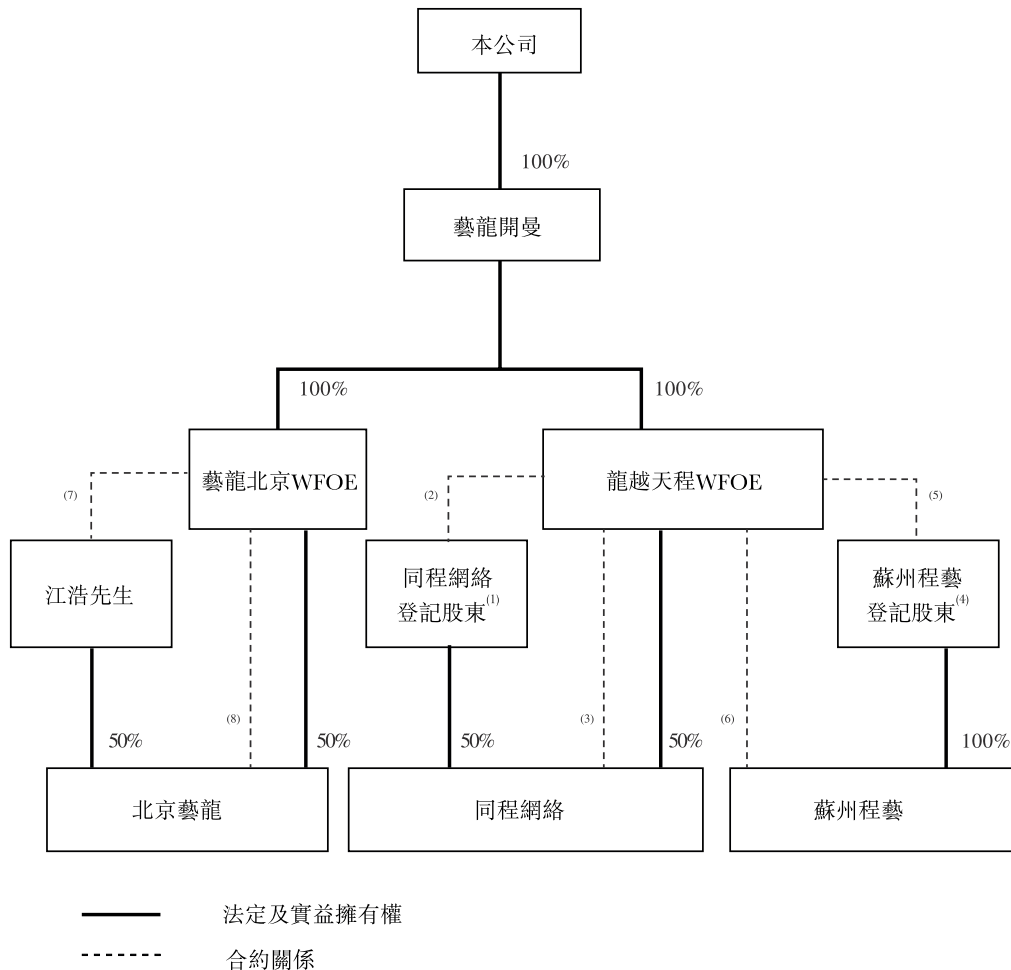 本公司
100%
藝龍開曼
100%
100%
藝龍北京WFOE
龍越天程WFOE
(7)
(2)
(5)
江浩先生
同程網絡
登記股東(1)
蘇州程藝
登記股東(4)
(8)
(3)
(6)
50%
50%
50%
50%
100%
北京藝龍
同程網絡
蘇州程藝
法定及實益擁有權
合約關係